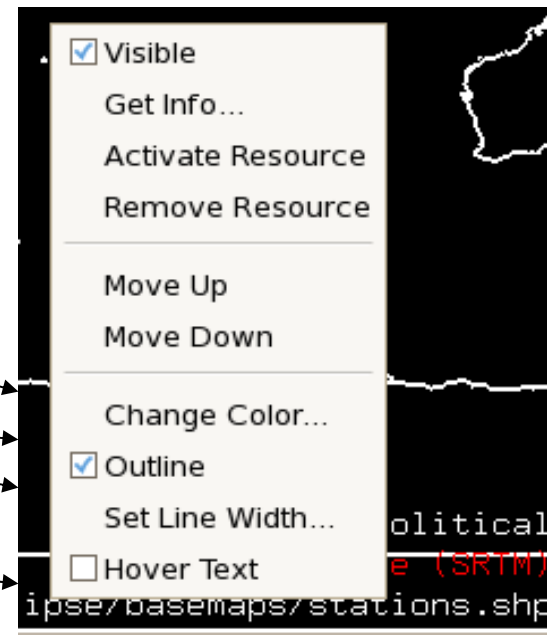 Visible
Get Info...
Activate Resource
Remove Resource
Move Up
Move Down
Change Color...
Outline
Set Line Width...
olitical
Hover Text
e (SRTM)
ipse/basemaps/stations.shp